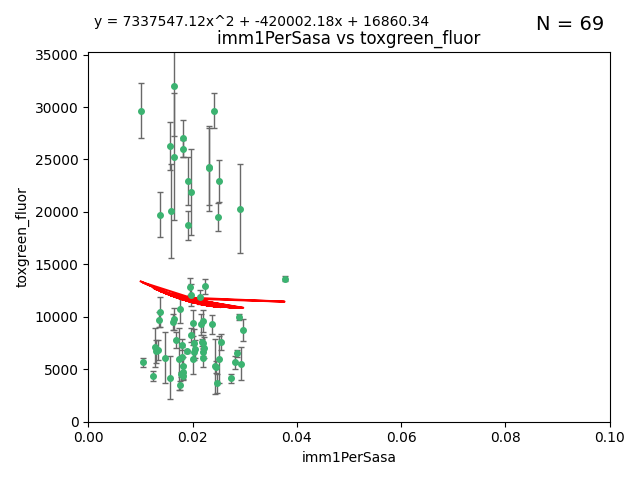 y = 7337547.12x^2 + -420002.18x + 16860.34
N = 69
imm1PerSasa vs toxgreen_fluor
35000
30000
25000
20000
15000
10000
5000
0
toxgreen_fluor
0.00 0.02 0.04 0.06 0.08 0.10
imm1PerSasa